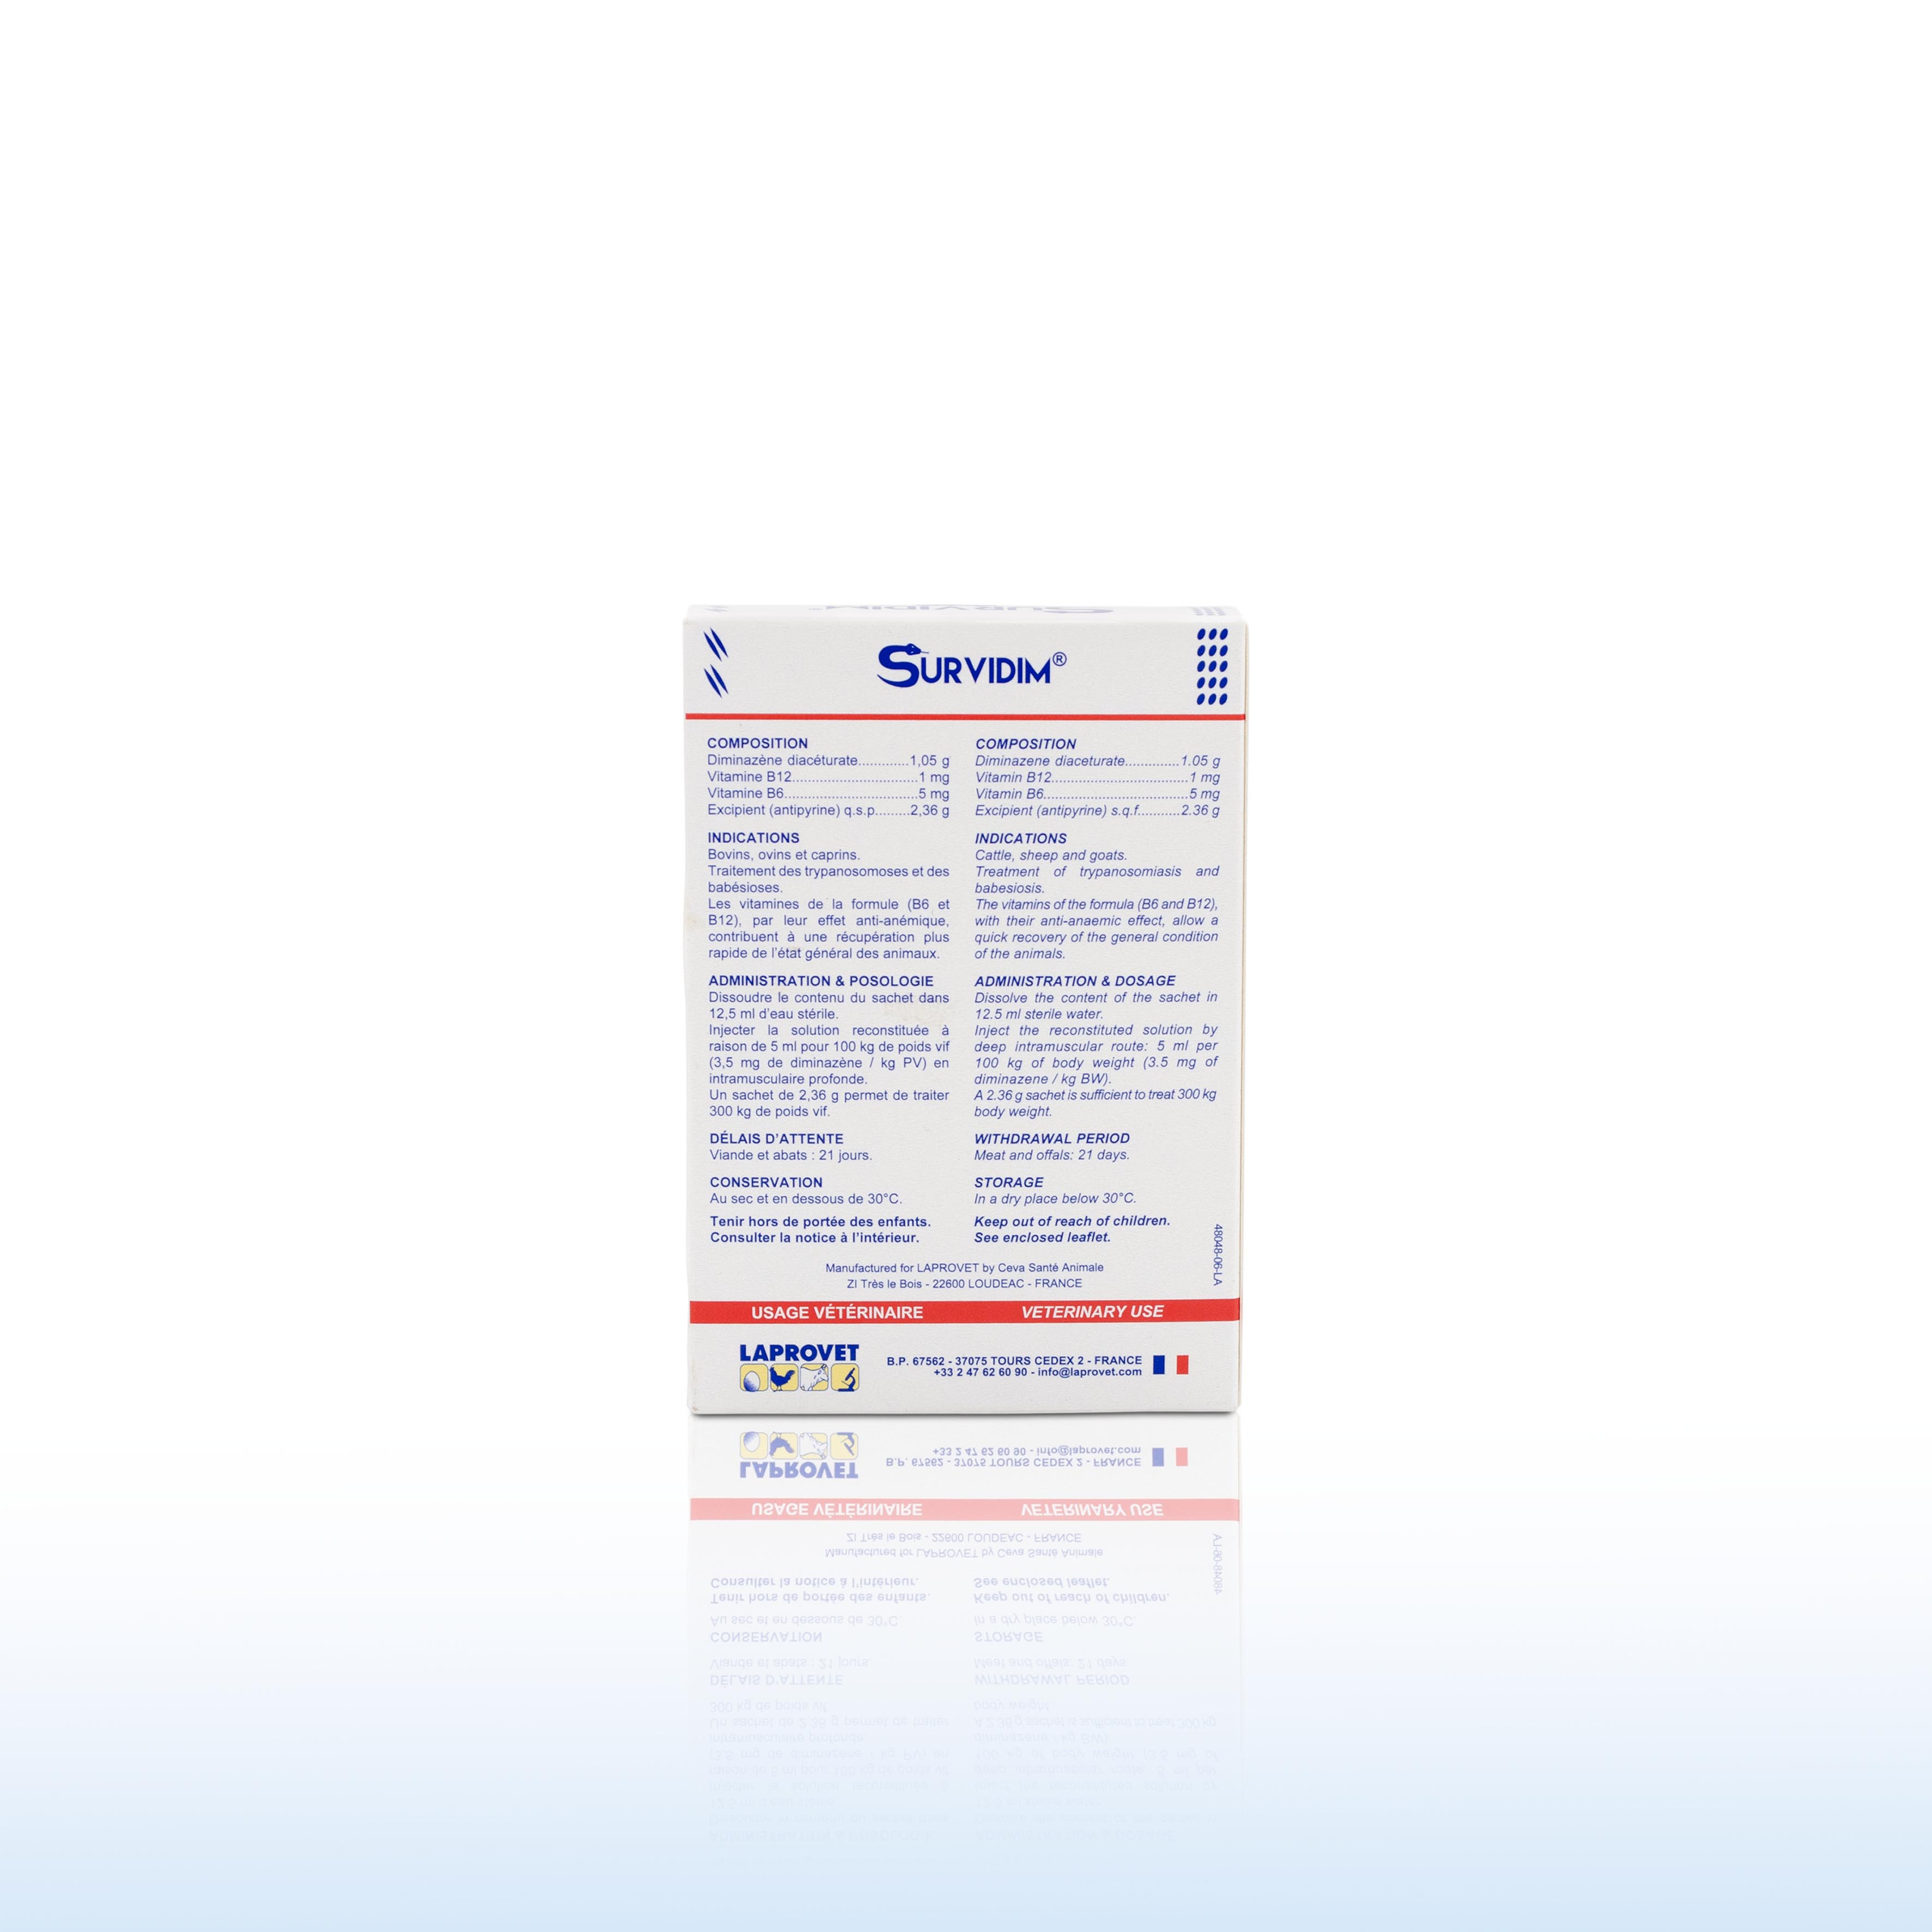 SURVIDIM
SURVIDIM®
COMPOSITION
Diminazène diacéturate............1,05 g
Vitamine B12...............................1 mg
Vitamine B6.................................5 mg
Excipient (antipyrine) q.s.p.........2,36 g
INDICATIONS
Bovins, ovins et caprins.
Traitement des trypanosomoses et des
babésioses.
Les vitamines de la formule (B6 et
B12), par leur effet anti-anémique,
contribuent à une récupération plus
rapide de l'état général des animaux.
ADMINISTRATION & POSOLOGIE
Dissoudre le contenu du sachet dans
12,5 ml d'eau stérile.
Injecter la solution reconstituée à
raison de 5 ml pour 100 kg de poids vif
(3,5 mg de diminazène / kg PV) en
intramusculaire profonde.
Un sachet de 2,36 g permet de traiter
300 kg de poids vif.
DÉLAIS D'ATTENTE
Viande et abats : 21 jours.
CONSERVATION
Au sec et en dessous de 30°C.
Tenir hors de portée des enfants.
Consulter la notice à l'intérieur.
COMPOSITION
Diminazene diaceturate.............1.05 g
Vitamin B12.................................1 mg
Vitamin B6...................................5 mg
Excipient (antipyrine) s.q.f..........2.36 g
INDICATIONS
Cattle, sheep and goats.
Treatment of trypanosomiasis and
babesiosis.
The vitamins of the formula (B6 and B12),
with their anti-anaemic effect, allow a
quick recovery of the general condition
of the animals.
ADMINISTRATION & DOSAGE
Dissolve the content of the sachet in
12.5 ml sterile water.
Inject the reconstituted solution by
deep intramuscular route: 5 ml per
100 kg of body weight (3.5 mg of
diminazene / kg BW).
A 2.36 g sachet is sufficient to treat 300 kg
body weight.
WITHDRAWAL PERIOD
Meat and offals: 21 days.
STORAGE
In a dry place below 30°C.
Keep out of reach of children.
See enclosed leaflet.
48048-06-LA
Manufactured for LAPROVET by Ceva Santé Animale
ZI Très le Bois - 22600 LOUDEAC - FRANCE
USAGE VÉTÉRINAIRE VETERINARY USE
LAPROVET
B.P. 67562 - 37075 TOURS CEDEX 2 - FRANCE
+33 2 47 62 60 90 - info@laprovet.com